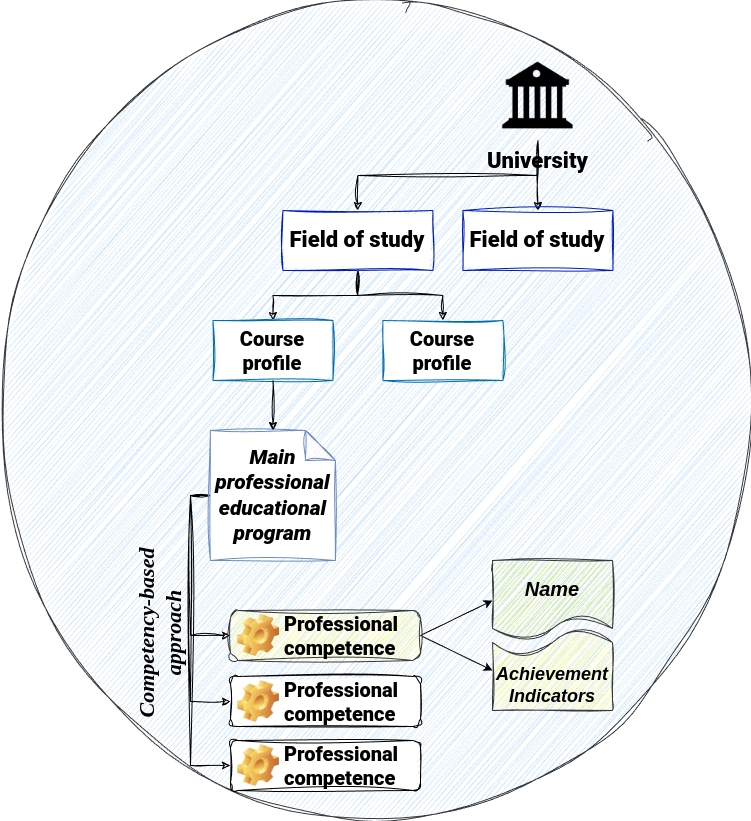 University
Field of study
Field of study
Course
profile
Course
profile
Main
professional
educational
program
Competency-based
approach
Professional
competence
Name
Achievement
Indicators
Professional
competence
Professional
competence